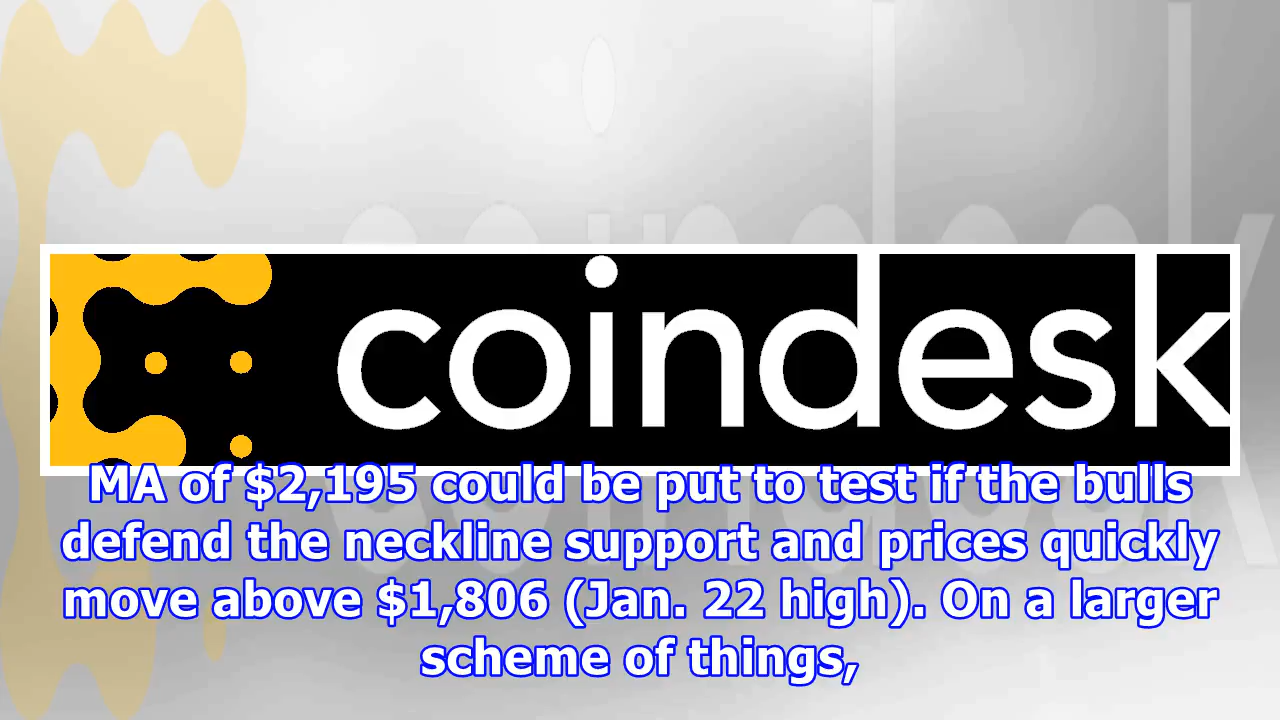 coindesk
MA of $2,195 could be put to test if the bulls
defend the neckline support and prices quickly
move above $1,806 (Jan. 22 high). On a larger
scheme of things,